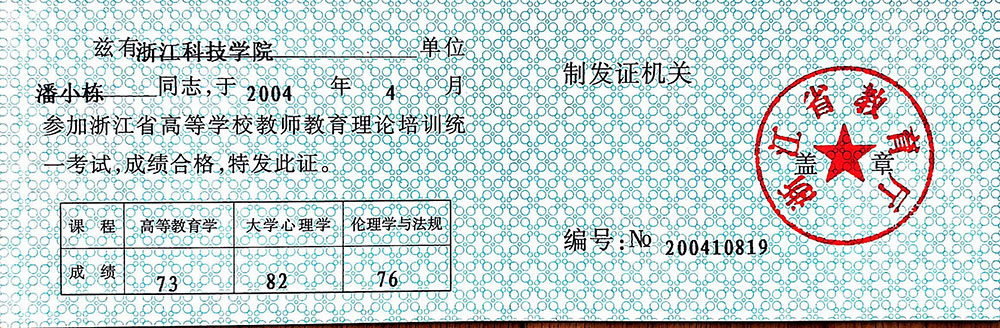 兹有浙江科技学院单位
潘小栋同志,于 2004 年 4 月
参加浙江省高等学校教师教育理论培训统
一考试,成绩合格,特发此证。
课 程 高等教育学 大学心理学 伦理学与法规
成 绩 73 82 76
制发证机关
浙江省教育厅
盖 章
编号:№ 200410819